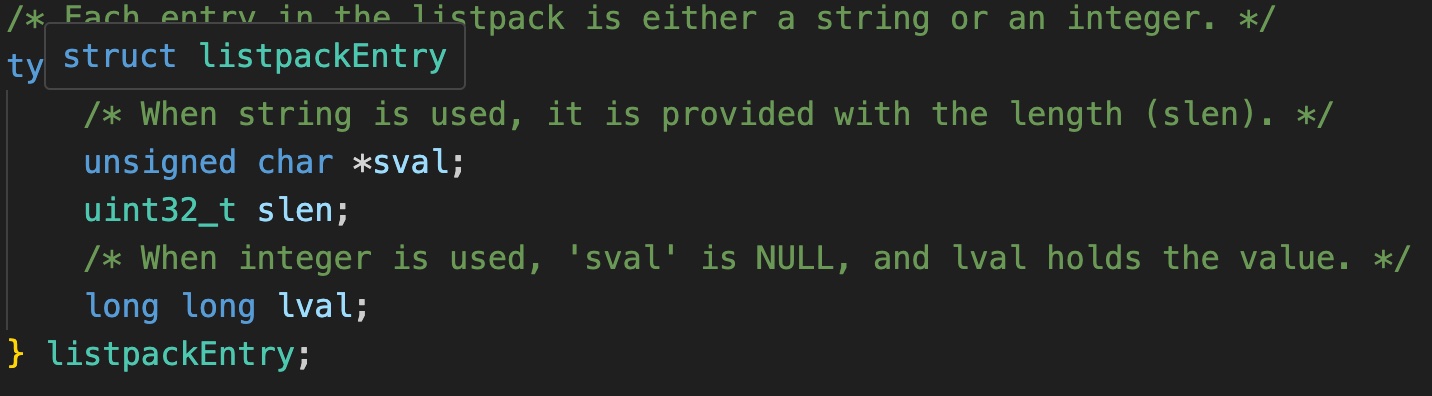 /* Each entry in the listpack is either a string or an integer. */
struct listpackEntry
ty
/* When string is used, it is provided with the length (slen). */
unsigned char *sval;
uint32_t slen;
/* When integer is used, 'sval' is NULL, and lval holds the value. */
long long lval;
} listpackEntry;